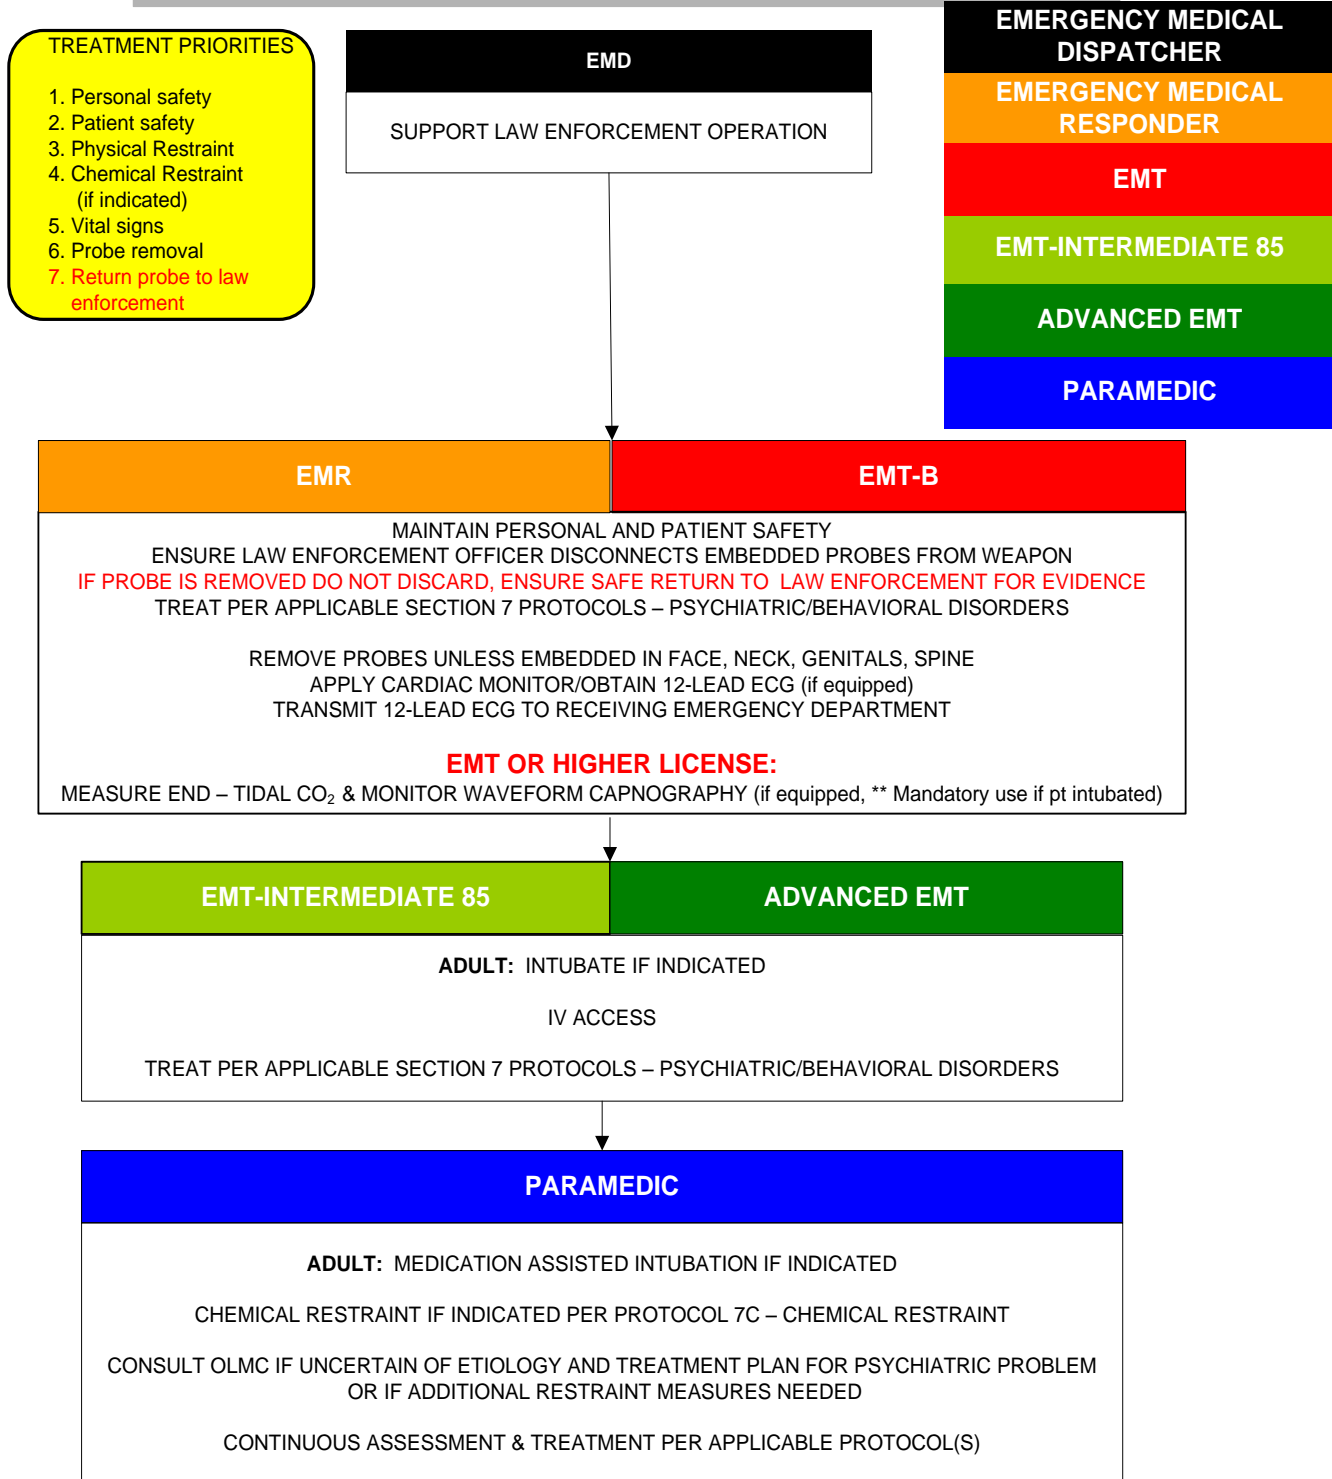 TREATMENT PRIORITIES
1. Personal safety
2. Patient safety
3. Physical Restraint
4. Chemical Restraint
(if indicated)
5. Vital signs
6. Probe removal
7. Return probe to law
enforcement
EMD
SUPPORT LAW ENFORCEMENT OPERATION
EMERGENCY MEDICAL
DISPATCHER
EMERGENCY MEDICAL
RESPONDER
EMT
EMT-INTERMEDIATE 85
ADVANCED EMT
PARAMEDIC
EMR
EMT-B
MAINTAIN PERSONAL AND PATIENT SAFETY
ENSURE LAW ENFORCEMENT OFFICER DISCONNECTS EMBEDDED PROBES FROM WEAPON
IF PROBE IS REMOVED DO NOT DISCARD, ENSURE SAFE RETURN TO LAW ENFORCEMENT FOR EVIDENCE
TREAT PER APPLICABLE SECTION 7 PROTOCOLS – PSYCHIATRIC/BEHAVIORAL DISORDERS
REMOVE PROBES UNLESS EMBEDDED IN FACE, NECK, GENITALS, SPINE
APPLY CARDIAC MONITOR/OBTAIN 12-LEAD ECG (if equipped)
TRANSMIT 12-LEAD ECG TO RECEIVING EMERGENCY DEPARTMENT
EMT OR HIGHER LICENSE:
MEASURE END – TIDAL CO₂ & MONITOR WAVEFORM CAPNOGRAPHY (if equipped, ** Mandatory use if pt intubated)
EMT-INTERMEDIATE 85
ADVANCED EMT
ADULT: INTUBATE IF INDICATED
IV ACCESS
TREAT PER APPLICABLE SECTION 7 PROTOCOLS – PSYCHIATRIC/BEHAVIORAL DISORDERS
PARAMEDIC
ADULT: MEDICATION ASSISTED INTUBATION IF INDICATED
CHEMICAL RESTRAINT IF INDICATED PER PROTOCOL 7C – CHEMICAL RESTRAINT
CONSULT OLMC IF UNCERTAIN OF ETIOLOGY AND TREATMENT PLAN FOR PSYCHIATRIC PROBLEM
OR IF ADDITIONAL RESTRAINT MEASURES NEEDED
CONTINUOUS ASSESSMENT & TREATMENT PER APPLICABLE PROTOCOL(S)